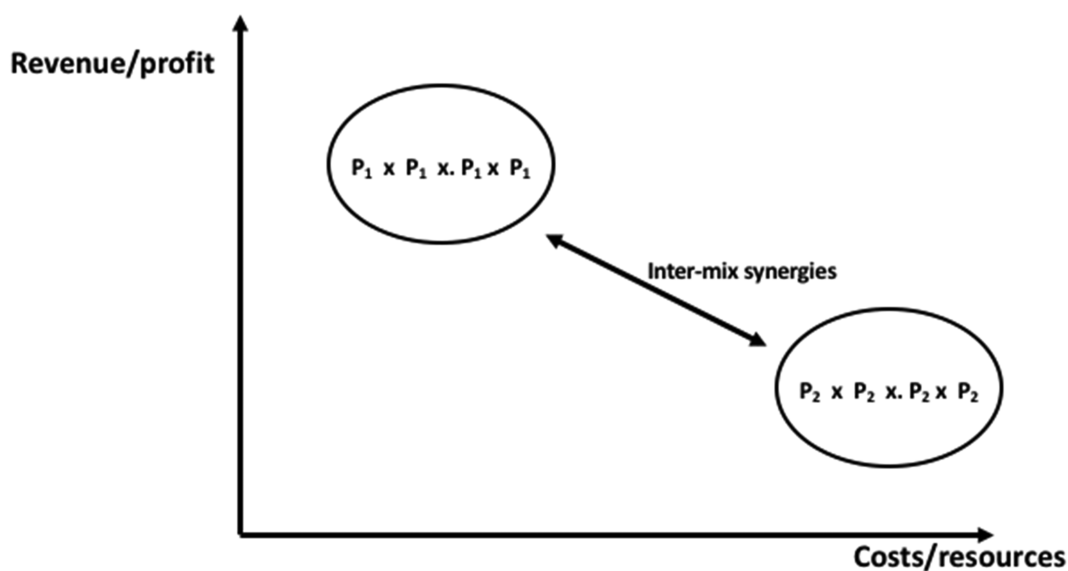 Revenue/profit
P₁ x P₁ x. P₁ x P₁
Inter-mix synergies
P₂ x P₂ x. P₂ x P₂
Costs/resources